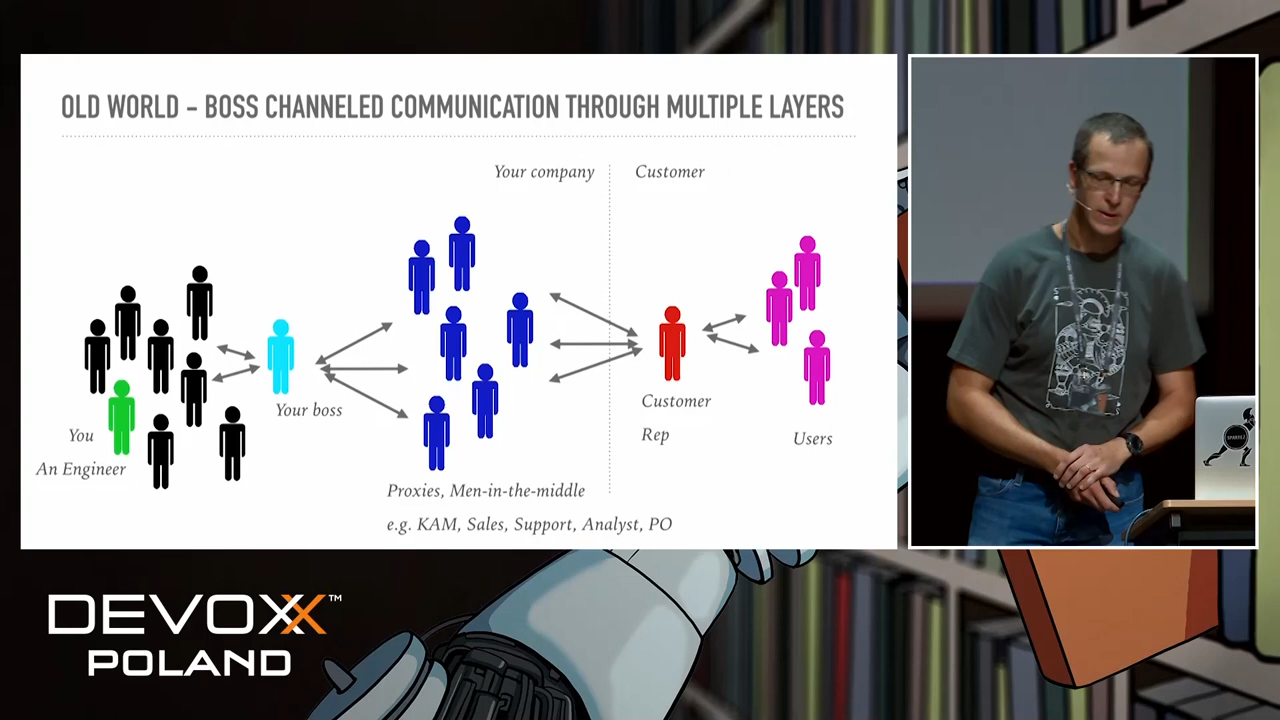 OLD WORLD – BOSS CHANNELED COMMUNICATION THROUGH MULTIPLE LAYERS
Your company
Customer
Your boss
You
An Engineer
Customer
Rep
Users
Proxies, Men-in-the-middle
e.g. KAM, Sales, Support, Analyst, PO
SPARTEZ
DEVOXX™
POLAND